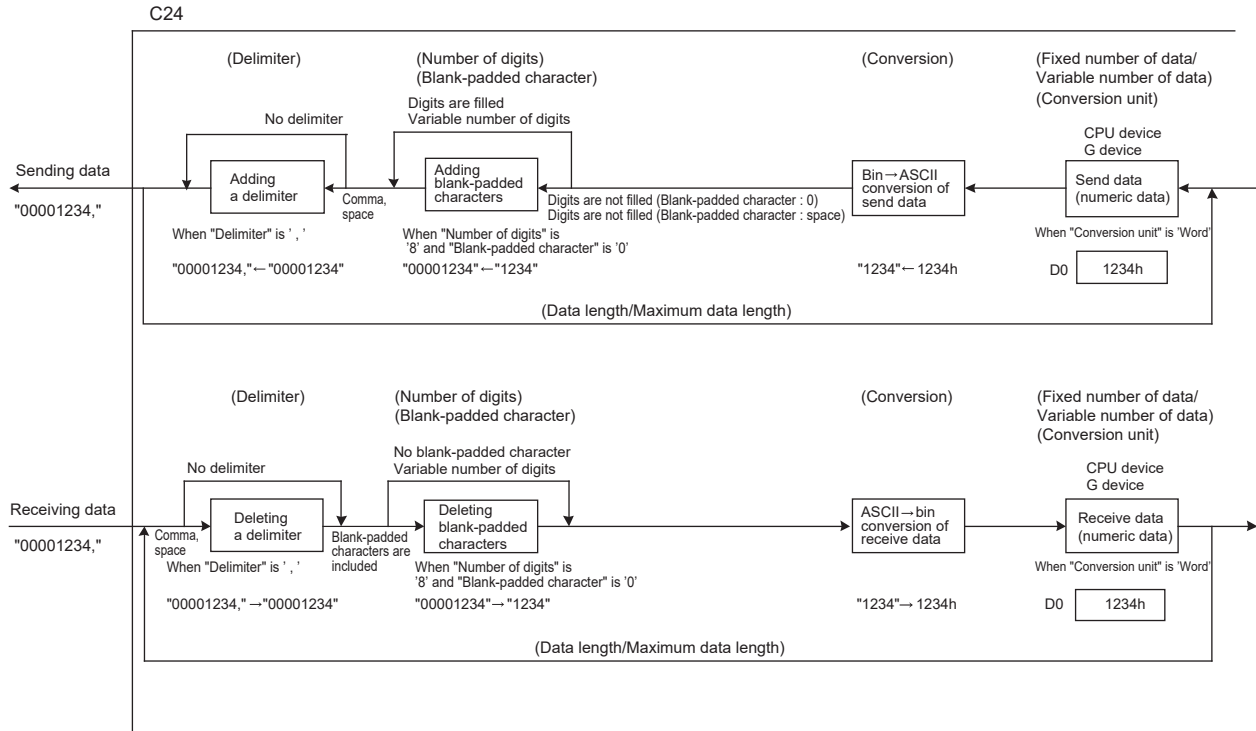 C24
(Delimiter)
(Number of digits)
(Blank-padded character)
(Conversion)
(Fixed number of data/
Variable number of data)
(Conversion unit)
Digits are filled
Variable number of digits
No delimiter
CPU device
G device
Sending data
"00001234,"
Adding
a delimiter
Comma,
space
Adding
blank-padded
characters
Digits are not filled (Blank-padded character : 0)
Digits are not filled (Blank-padded character : space)
Bin→ASCII
conversion of
send data
Send data
(numeric data)
When "Delimiter" is ' , '
When "Number of digits" is
'8' and "Blank-padded character" is '0'
When "Conversion unit" is 'Word'
"00001234,"←"00001234"
"00001234"←"1234"
"1234"←1234h
D0 1234h
(Data length/Maximum data length)
(Delimiter)
(Number of digits)
(Blank-padded character)
(Conversion)
(Fixed number of data/
Variable number of data)
(Conversion unit)
No blank-padded character
Variable number of digits
No delimiter
CPU device
G device
Receiving data
"00001234,"
Comma,
space
Deleting
a delimiter
Blank-padded
characters are
included
Deleting
blank-padded
characters
ASCII→bin
conversion of
receive data
Receive data
(numeric data)
When "Delimiter" is ' , '
When "Number of digits" is
'8' and "Blank-padded character" is '0'
When "Conversion unit" is 'Word'
"00001234,"→"00001234"
"00001234"→"1234"
"1234"→1234h
D0 1234h
(Data length/Maximum data length)